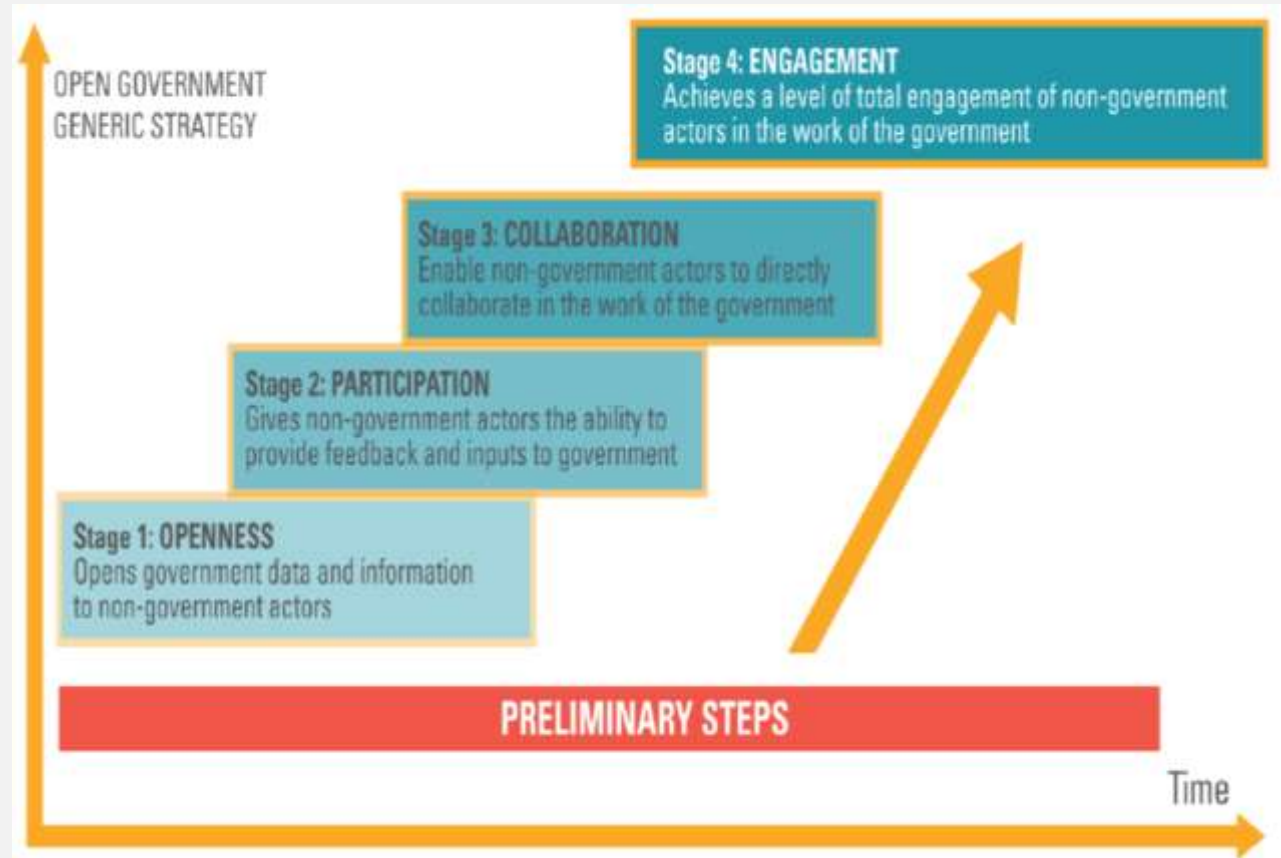 OPEN GOVERNMENT
GENERIC STRATEGY
Stage 4: ENGAGEMENT
Achieves a level of total engagement of non-government
actors in the work of the government
Stage 3: COLLABORATION
Enable non-government actors to directly
collaborate in the work of the government
Stage 2: PARTICIPATION
Gives non-government actors the ability to
provide feedback and inputs to government
Stage 1: OPENNESS
Opens government data and information
to non-government actors
PRELIMINARY STEPS
Time